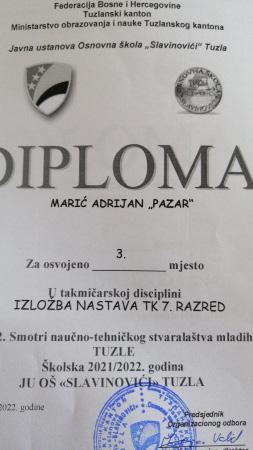 Federacija Bosne i Hercegovine
Tuzlanski kanton
Ministarstvo obrazovanja i nauke Tuzlanskog kantona
Javna ustanova Osnovna škola „Slavinovići“ Tuzla
DIPLOMA
MARIĆ ADRIJAN „PAZAR“
Za osvojeno 3. mjesto
U takmičarskoj disciplini
IZLOŽBA NASTAVA TK 7. RAZRED
2. Smotri naučno-tehničkog stvaralaštva mladih
TUZLE
Školska 2021/2022. godina
JU OŠ «SLAVINOVIĆI” TUZLA
2022. godine
Predsjednik
Organizacionog odbora